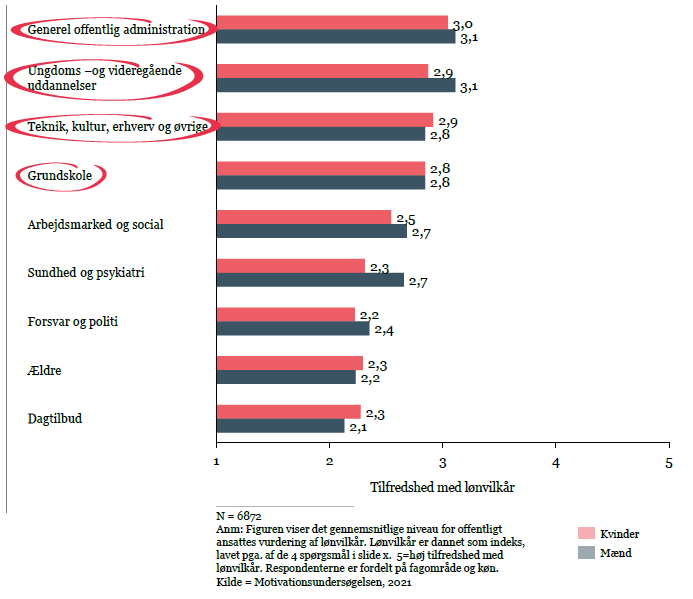 Generel offentlig administration
3,0
3,1
Ungdoms –og videregående
uddannelser
2,9
3,1
Teknik, kultur, erhverv og øvrige
2,9
2,8
Grundskole
2,8
2,8
Arbejdsmarked og social
2,5
2,7
Sundhed og psykiatri
2,3
2,7
Forsvar og politi
2,2
2,4
Ældre
2,3
2,2
Dagtilbud
2,3
2,1
1 2 3 4 5
Tilfredshed med lønvilkår
N = 6872
Anm: Figuren viser det gennemsnitlige niveau for offentligt
ansattes vurdering af lønvilkår. Lønvilkår er dannet som indeks,
lavet pga. af de 4 spørgsmål i slide x. 5=høj tilfredshed med
lønvilkår. Respondenterne er fordelt på fagområde og køn.
Kilde = Motivationsundersøgelsen, 2021
Kvinder
Mænd